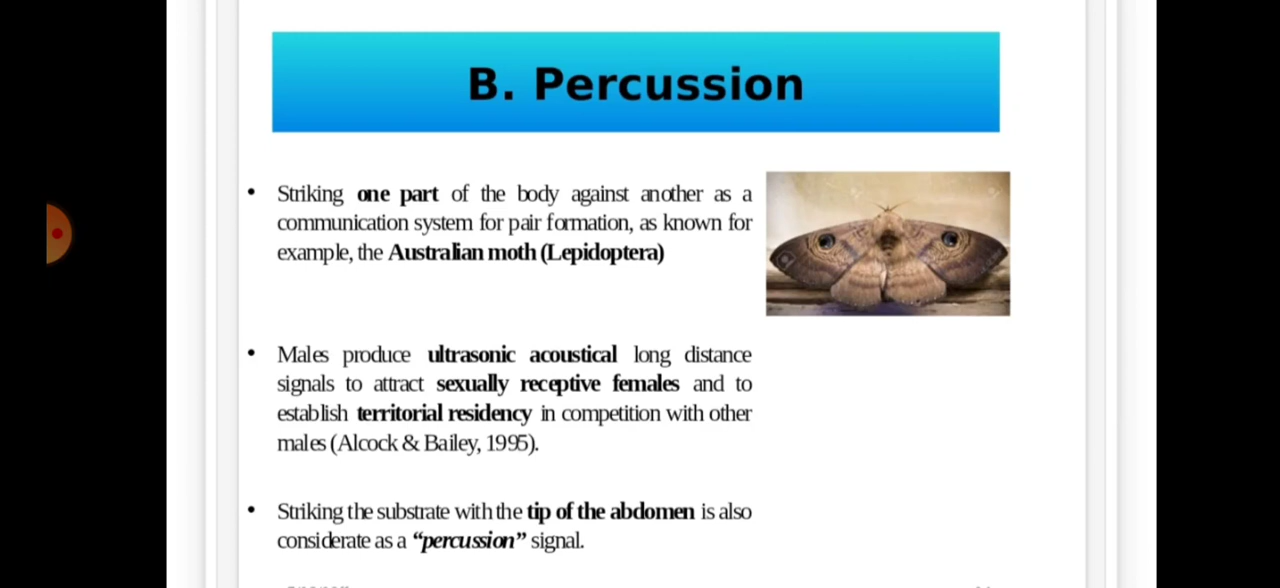 B. Percussion
• Striking one part of the body against another as a
communication system for pair formation, as known for
example, the Australian moth (Lepidoptera)
• Males produce ultrasonic acoustical long distance
signals to attract sexually receptive females and to
establish territorial residency in competition with other
males (Alcock & Bailey, 1995).
• Striking the substrate with the tip of the abdomen is also
considerate as a “percussion” signal.